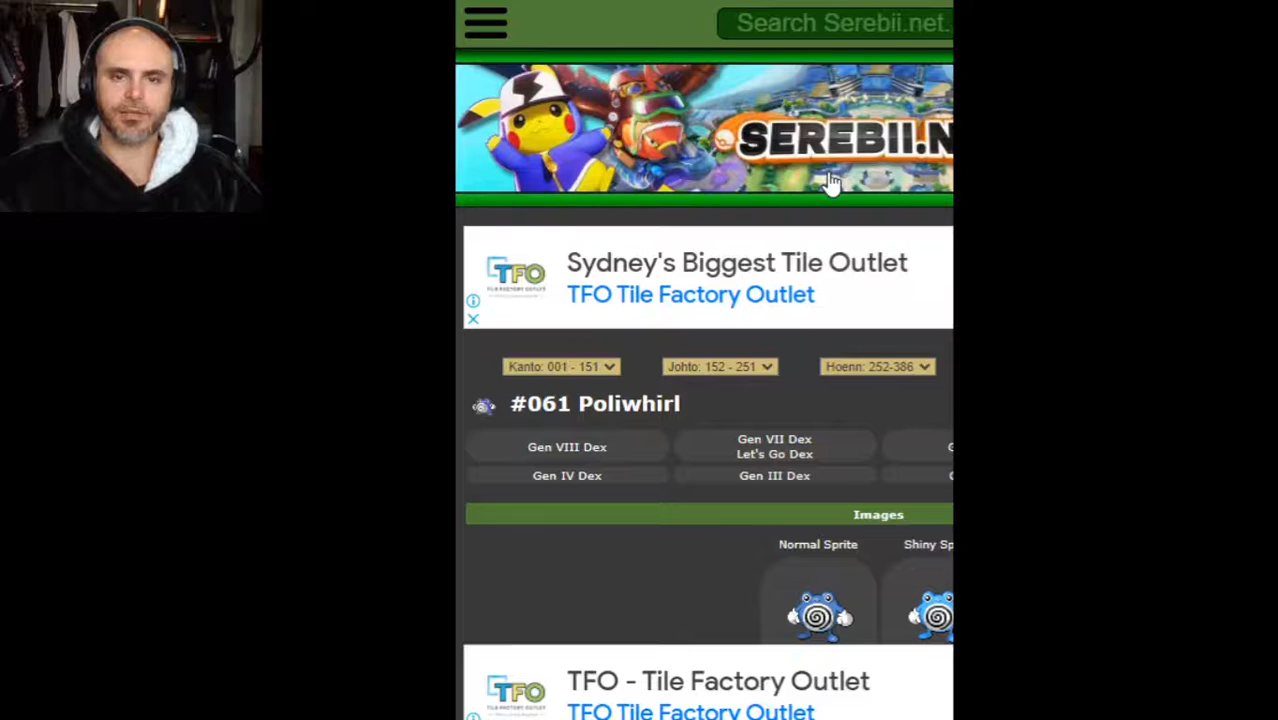 Search Serebii.net.
SEREBII.N
Sydney's Biggest Tile Outlet
TFO
TFO Tile Factory Outlet
Kanto: 001 - 151
Johto: 152 - 251
Hoenn: 252-386
#061 Poliwhirl
Gen VIII Dex
Gen VII Dex
Let's Go Dex
G
Gen IV Dex
Gen III Dex
Images
Normal Sprite
Shiny Sp
TFO - Tile Factory Outlet
TFO
TFO Tile Factory Outlet